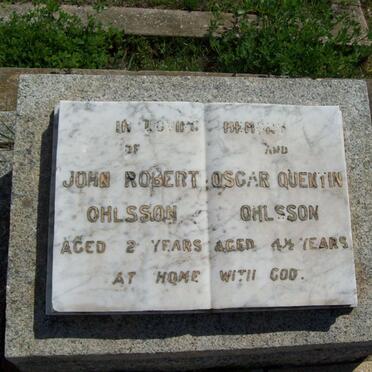 IN LOVING MEMORY
OF AND
JOHN ROBERT OSCAR QUENTIN
OHLSSON OHLSSON
AGED 2 YEARS AGED 4½ YEARS
AT HOME WITH GOD.